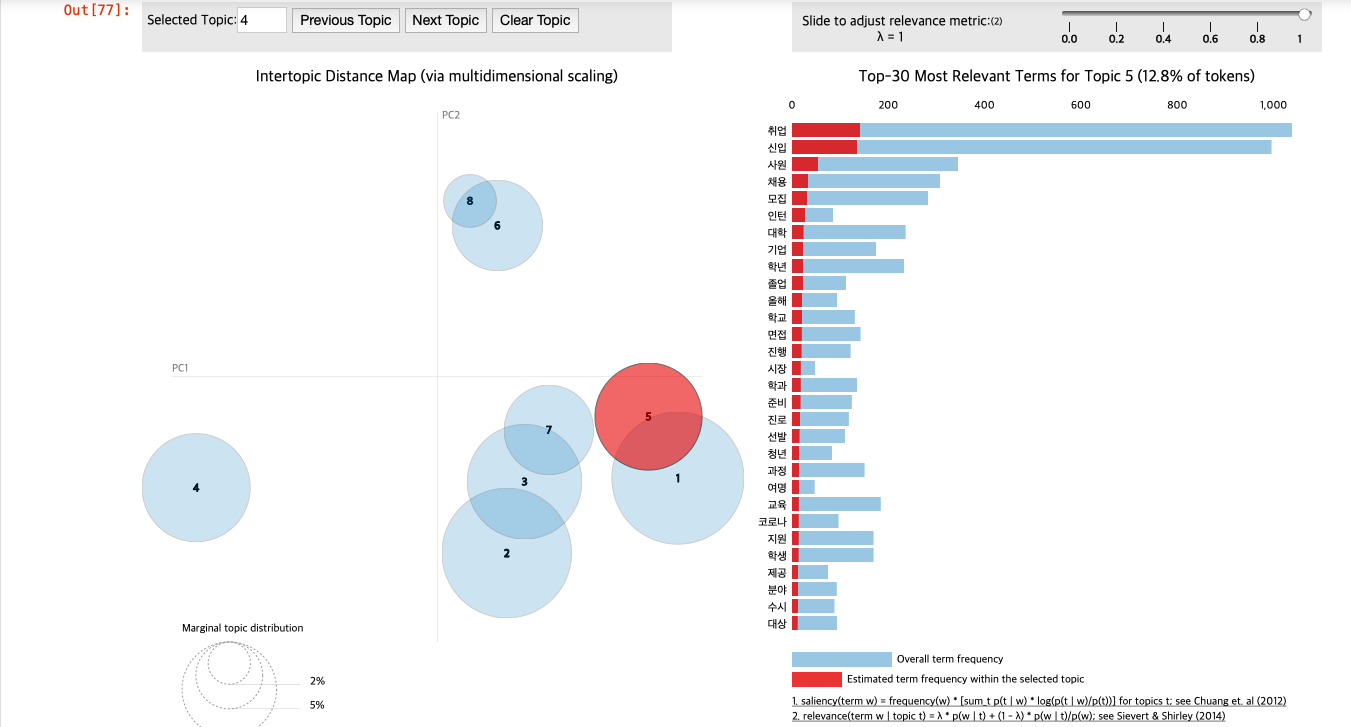 Out[77]:
Selected Topic: 4 Previous Topic Next Topic Clear Topic
Slide to adjust relevance metric:(2)
λ = 1
0.0 0.2 0.4 0.6 0.8 1
Intertopic Distance Map (via multidimensional scaling)
PC2
PC1
8
6
5
7
1
3
4
2
Marginal topic distribution
2%
5%
Top-30 Most Relevant Terms for Topic 5 (12.8% of tokens)
0 200 400 600 800 1,000
취업
신입
사원
채용
모집
인턴
대학
기업
학년
졸업
올해
학교
면접
진행
시장
학과
준비
진로
선발
청년
과정
여명
교육
코로나
지원
학생
제공
분야
수시
대상
Overall term frequency
Estimated term frequency within the selected topic
1. saliency(term w) = frequency(w) * [sum_t p(t | w) * log(p(t | w)/p(t))] for topics t; see Chuang et. al (2012)
2. relevance(term w | topic t) = λ * p(w | t) + (1 - λ) * p(w | t)/p(w); see Sievert & Shirley (2014)